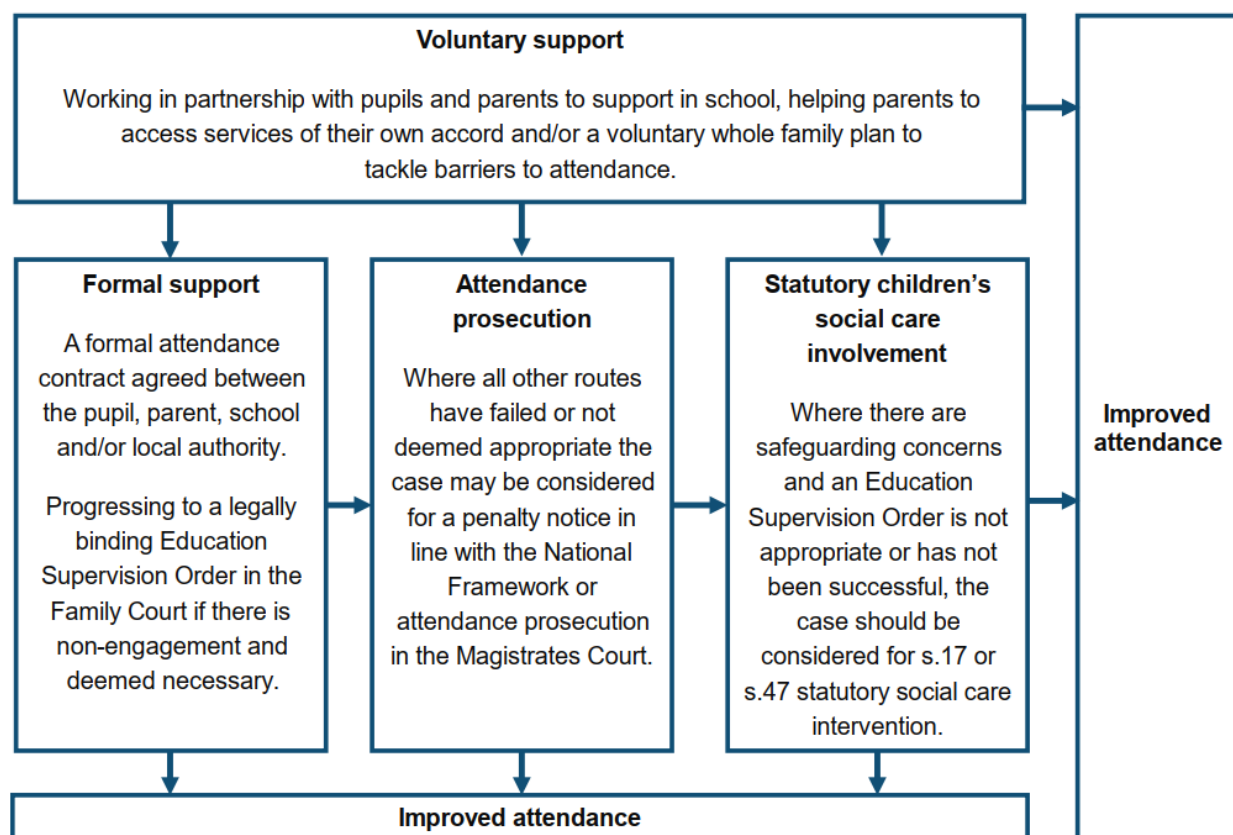 Voluntary support
Working in partnership with pupils and parents to support in school, helping parents to
access services of their own accord and/or a voluntary whole family plan to
tackle barriers to attendance.
Formal support
A formal attendance
contract agreed between
the pupil, parent, school
and/or local authority.
Progressing to a legally
binding Education
Supervision Order in the
Family Court if there is
non-engagement and
deemed necessary.
Attendance
prosecution
Where all other routes
have failed or not
deemed appropriate the
case may be considered
for a penalty notice in
line with the National
Framework or
attendance prosecution
in the Magistrates Court.
Statutory children’s
social care
involvement
Where there are
safeguarding concerns
and an Education
Supervision Order is not
appropriate or has not
been successful, the
case should be
considered for s.17 or
s.47 statutory social care
intervention.
Improved
attendance
Improved attendance